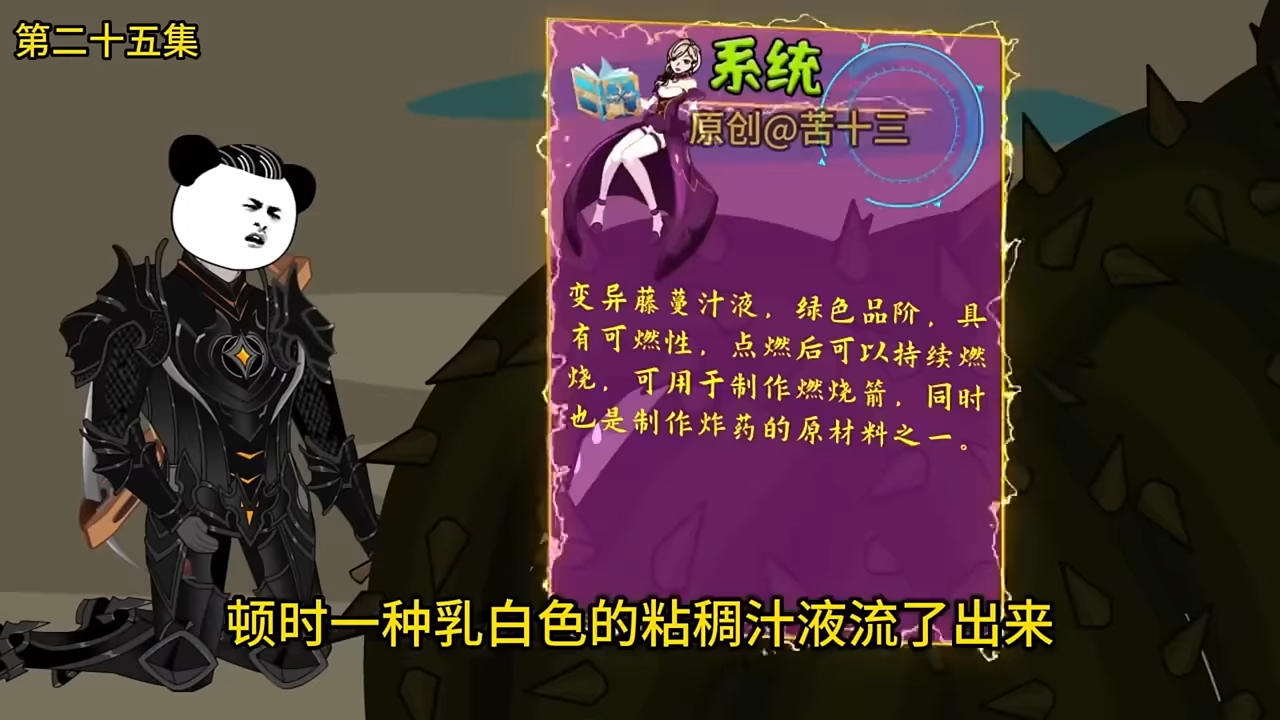 第二十五集
系统
原创@苦十三
变异藤蔓汁液，绿色品阶，具
有可燃性，点燃后可以持续燃
烧，可用于制作燃烧箭，同时
也是制作炸药的原材料之一。
顿时一种乳白色的粘稠汁液流了出来